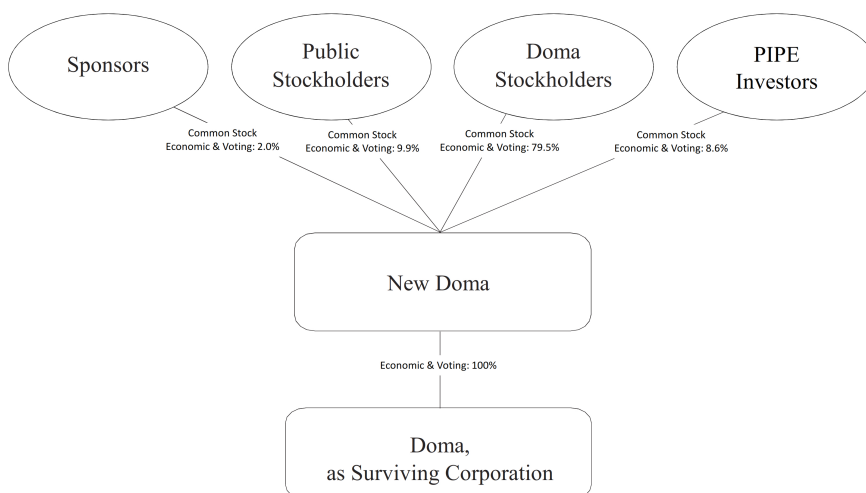 Sponsors
Public
Stockholders
Doma
Stockholders
PIPE
Investors
Common Stock
Economic & Voting: 2.0%
Common Stock
Economic & Voting: 9.9%
Common Stock
Economic & Voting: 79.5%
Common Stock
Economic & Voting: 8.6%
New Doma
Economic & Voting: 100%
Doma,
as Surviving Corporation